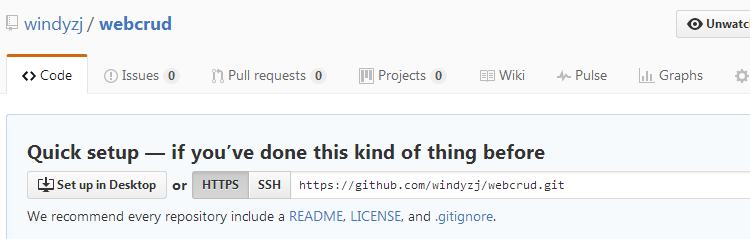 windyzj / webcrud Unwatch
Code Issues 0 Pull requests 0 Projects 0 Wiki Pulse Graphs
Quick setup — if you’ve done this kind of thing before
Set up in Desktop or HTTPS SSH https://github.com/windyzj/webcrud.git
We recommend every repository include a README, LICENSE, and .gitignore.